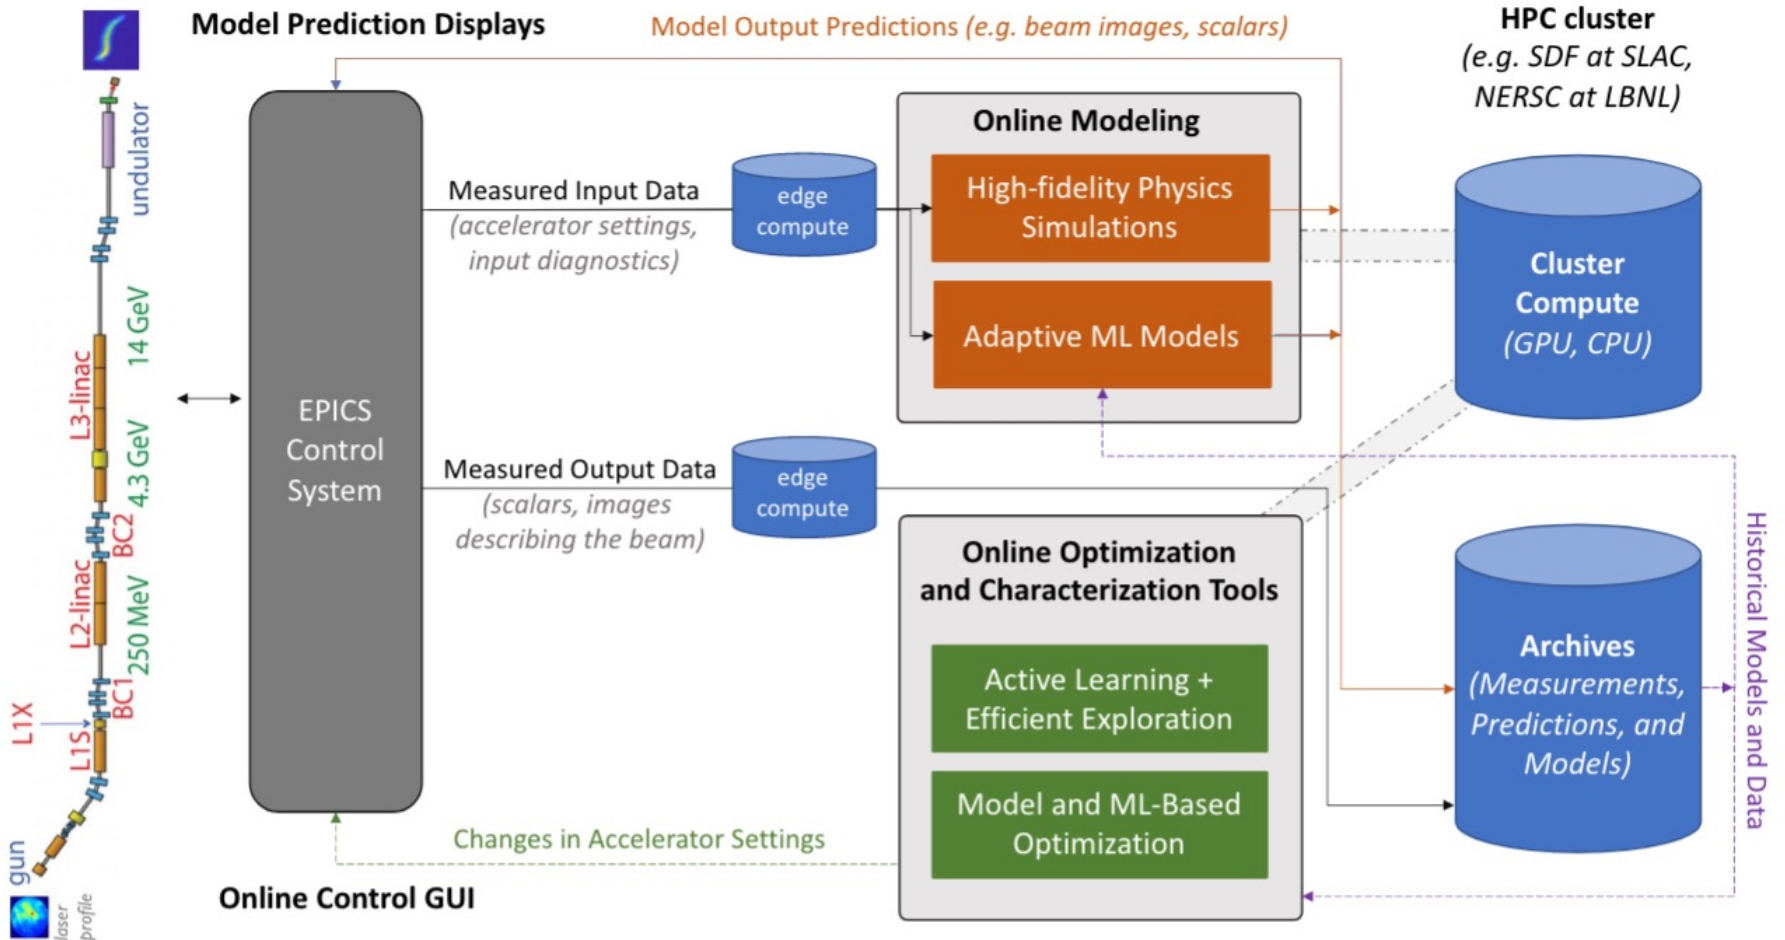 Model Prediction Displays
Model Output Predictions (e.g. beam images, scalars)
HPC cluster
(e.g. SDF at SLAC,
NERSC at LBNL)
undulator
14 GeV
L3-linac
4.3 GeV
BC2
L2-linac
250 MeV
BC1
L1X
L1S
gun
laser
profile
EPICS
Control
System
Measured Input Data
(accelerator settings,
input diagnostics)
edge
compute
Online Modeling
High-fidelity Physics
Simulations
Adaptive ML Models
Cluster
Compute
(GPU, CPU)
Measured Output Data
(scalars, images
describing the beam)
edge
compute
Online Optimization
and Characterization Tools
Active Learning +
Efficient Exploration
Model and ML-Based
Optimization
Archives
(Measurements,
Predictions, and
Models)
Historical Models and Data
Changes in Accelerator Settings
Online Control GUI